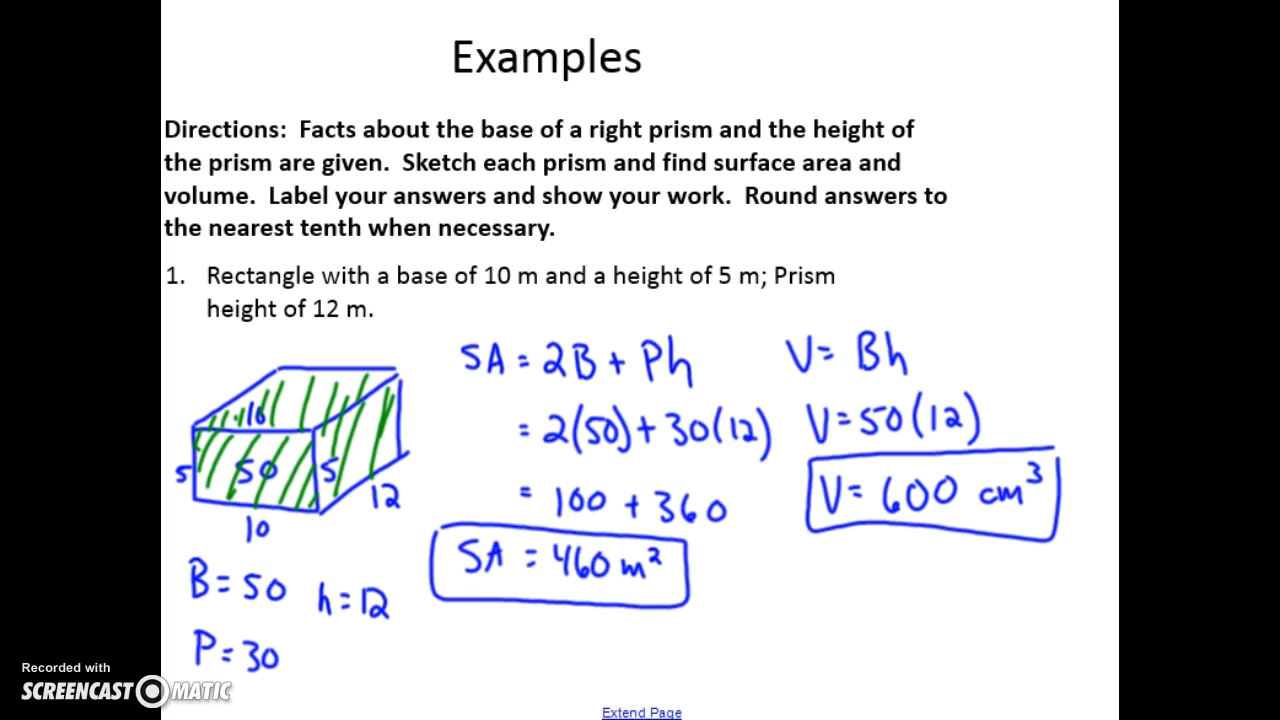 Examples
Directions: Facts about the base of a right prism and the height of
the prism are given. Sketch each prism and find surface area and
volume. Label your answers and show your work. Round answers to
the nearest tenth when necessary.
1. Rectangle with a base of 10 m and a height of 5 m; Prism
height of 12 m.
10
5
50
5
12
10
B = 50 h = 12
P = 30
SA = 2B + Ph
= 2(50) + 30(12)
= 100 + 360
SA = 460 m²
V = Bh
V = 50(12)
V = 600 cm³
Recorded with
SCREENCAST MATIC
Extend Page